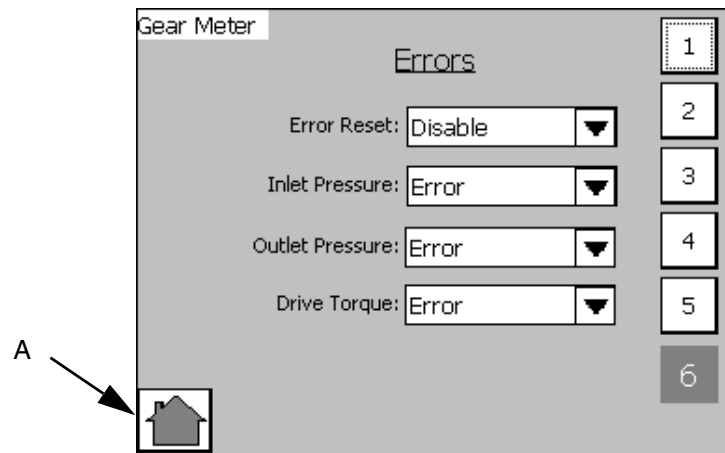 Gear Meter
Errors
1
Error Reset: Disable
2
Inlet Pressure: Error
3
Outlet Pressure: Error
4
Drive Torque: Error
5
A
6